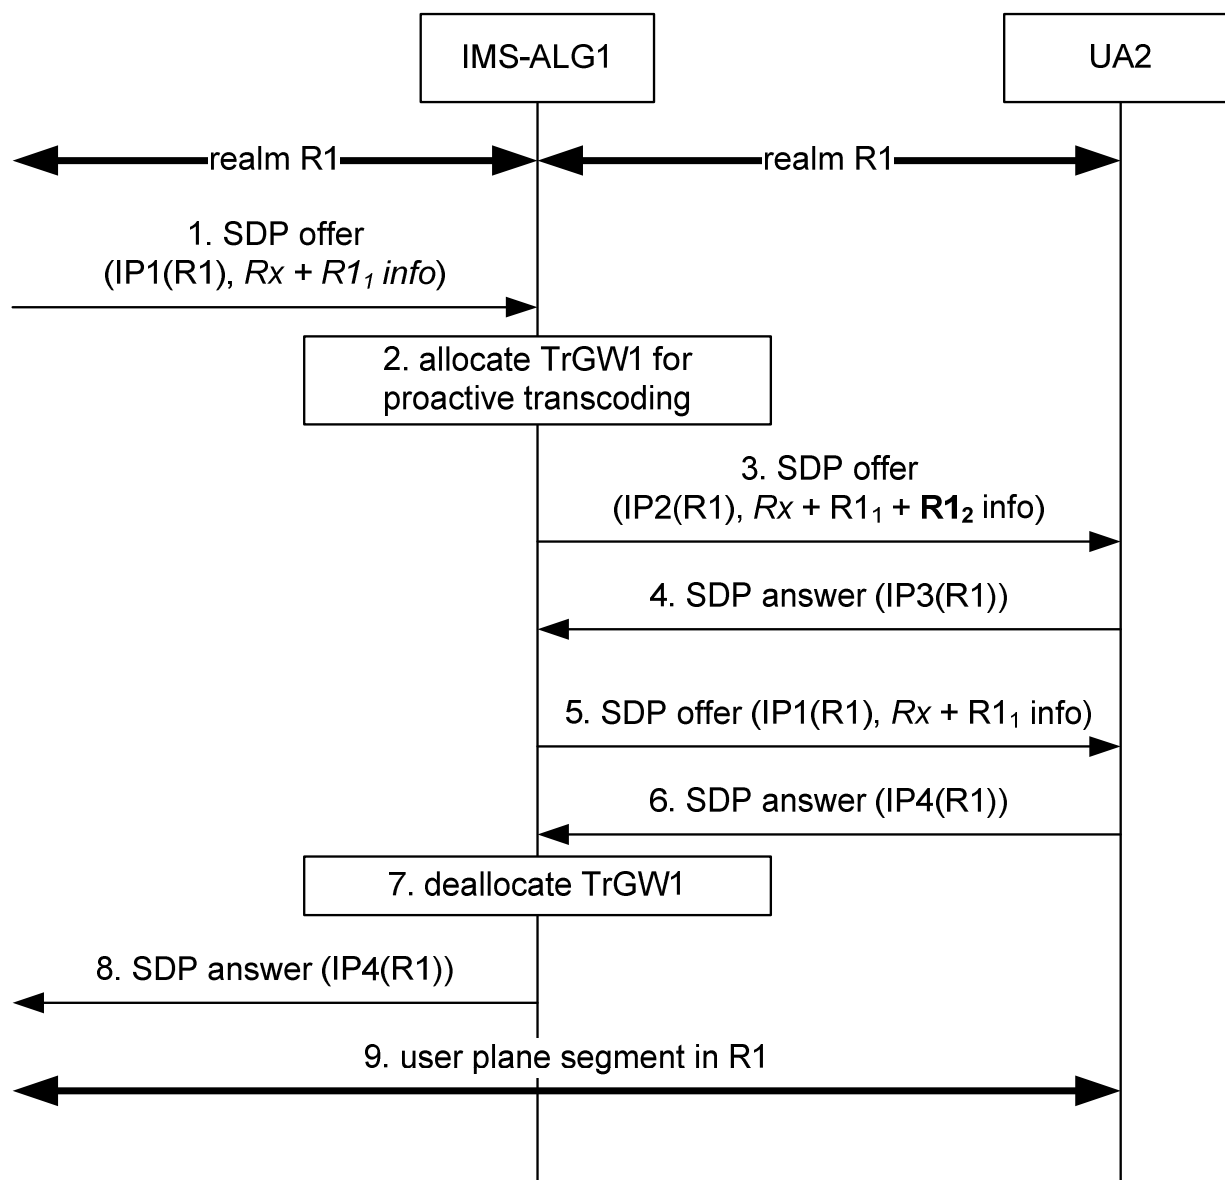 IMS-ALG1
UA2
realm R1
realm R1
1. SDP offer
(IP1(R1), Rx + R1₁ info)
2. allocate TrGW1 for
proactive transcoding
3. SDP offer
(IP2(R1), Rx + R1₁ + R1₂ info)
4. SDP answer (IP3(R1))
5. SDP offer (IP1(R1), Rx + R1₁ info)
6. SDP answer (IP4(R1))
7. deallocate TrGW1
8. SDP answer (IP4(R1))
9. user plane segment in R1